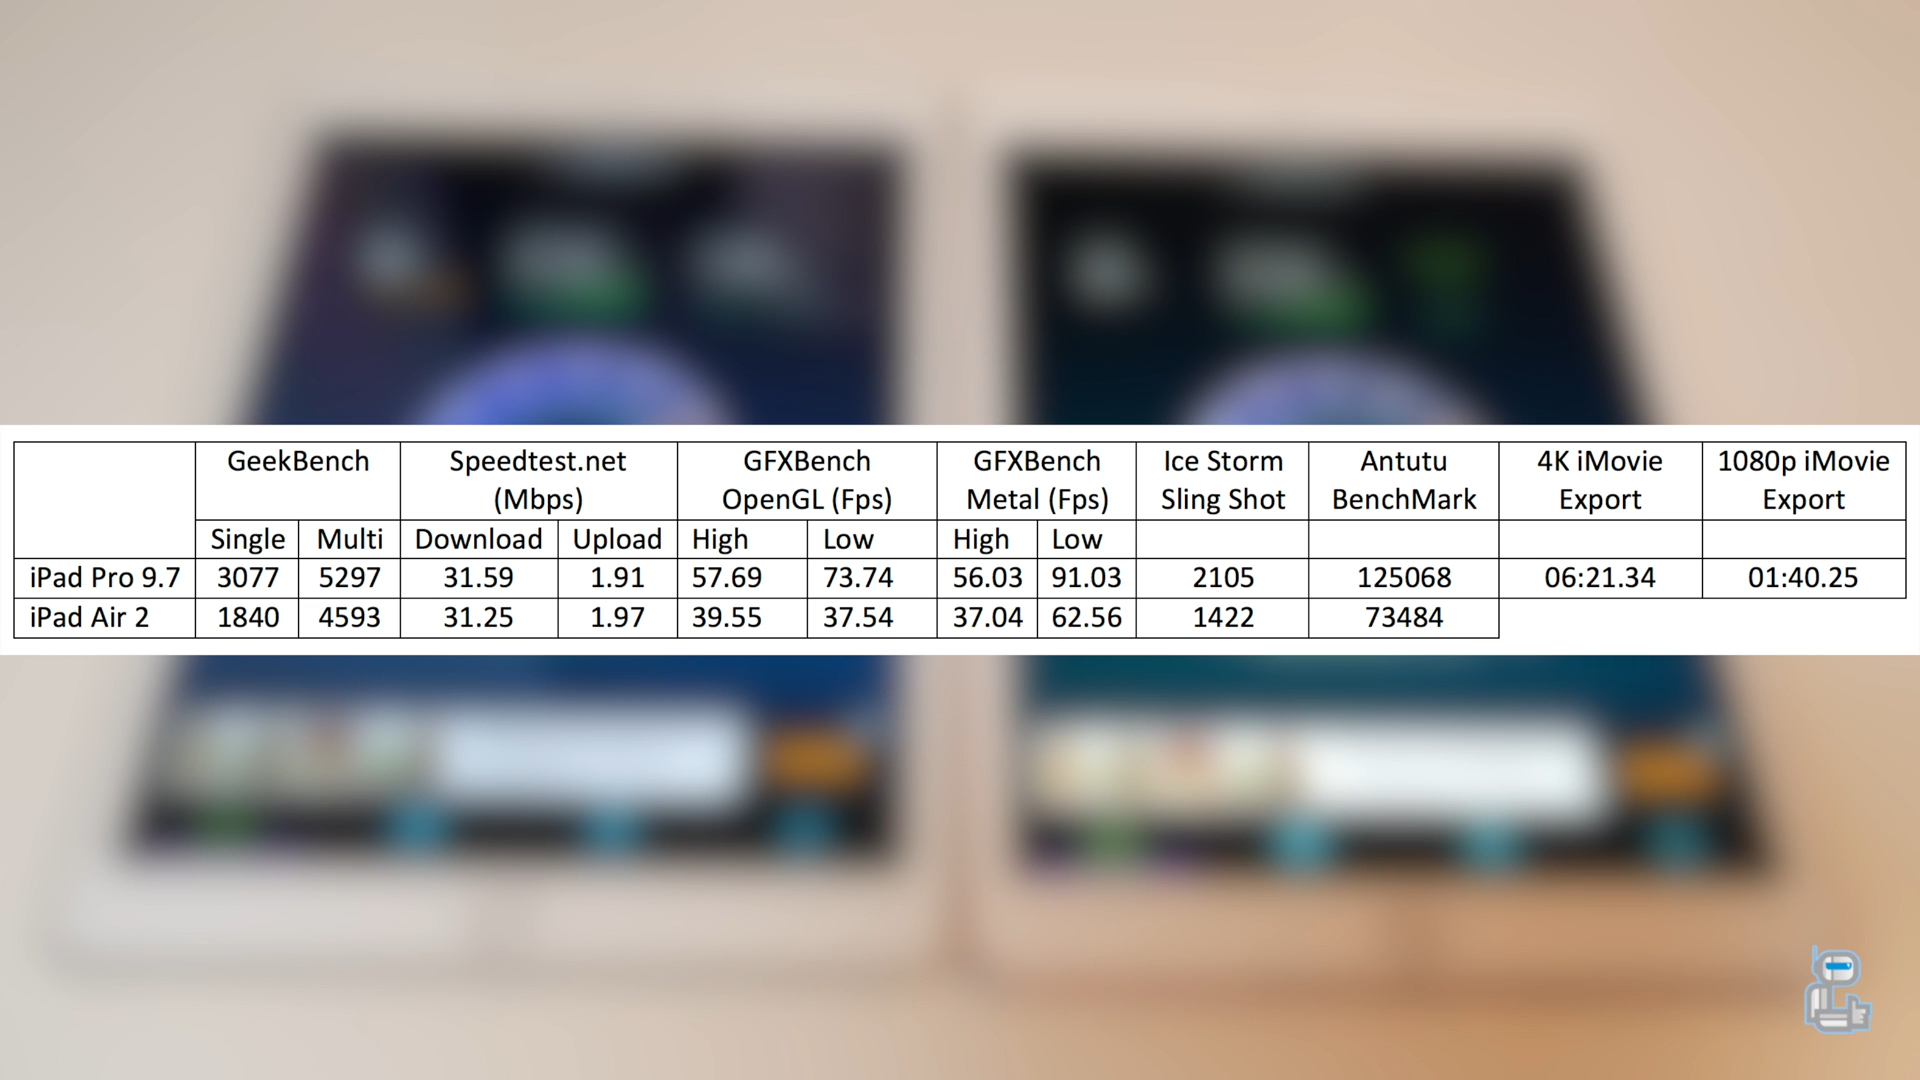 GeekBench Speedtest.net GFXBench GFXBench Ice Storm Antutu 4K iMovie 1080p iMovie
(Mbps) OpenGL (Fps) Metal (Fps) Sling Shot BenchMark Export Export
Single Multi Download Upload High Low High Low
iPad Pro 9.7 3077 5297 31.59 1.91 57.69 73.74 56.03 91.03 2105 125068 06:21.34 01:40.25
iPad Air 2 1840 4593 31.25 1.97 39.55 37.54 37.04 62.56 1422 73484